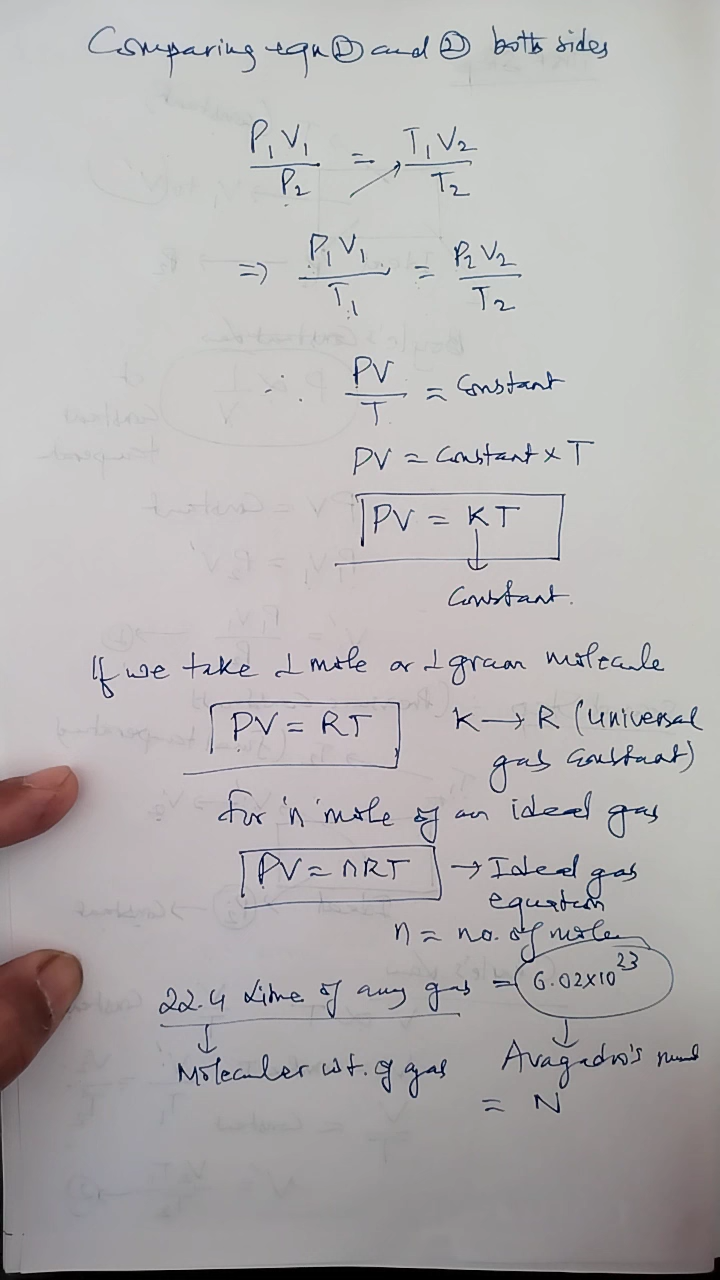 Comparing eqn ① and ② both sides
P₁V₁/P₂ = T₁V₂/T₂
=> P₁V₁/T₁ = P₂V₂/T₂
∴ PV/T = Constant
PV = Constant x T
PV = KT
Constant.
If we take 1 mole or 1 gram molecule
PV = RT K → R (universal
gas constant)
For 'n' mole of an ideal gas
PV = nRT → Ideal gas
equation
n = no. of moles
22.4 Litre of any gas = 6.02x10²³
Molecular wt. of gas Avagadro's
= N